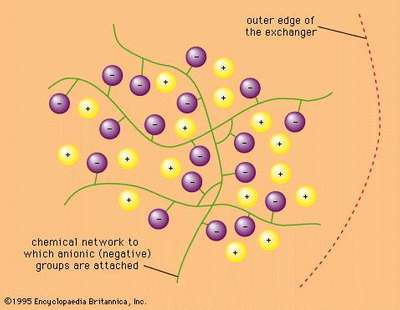 outer edge of
the exchanger
chemical network to
which anionic (negative)
groups are attached
©1995 Encyclopaedia Britannica, Inc.